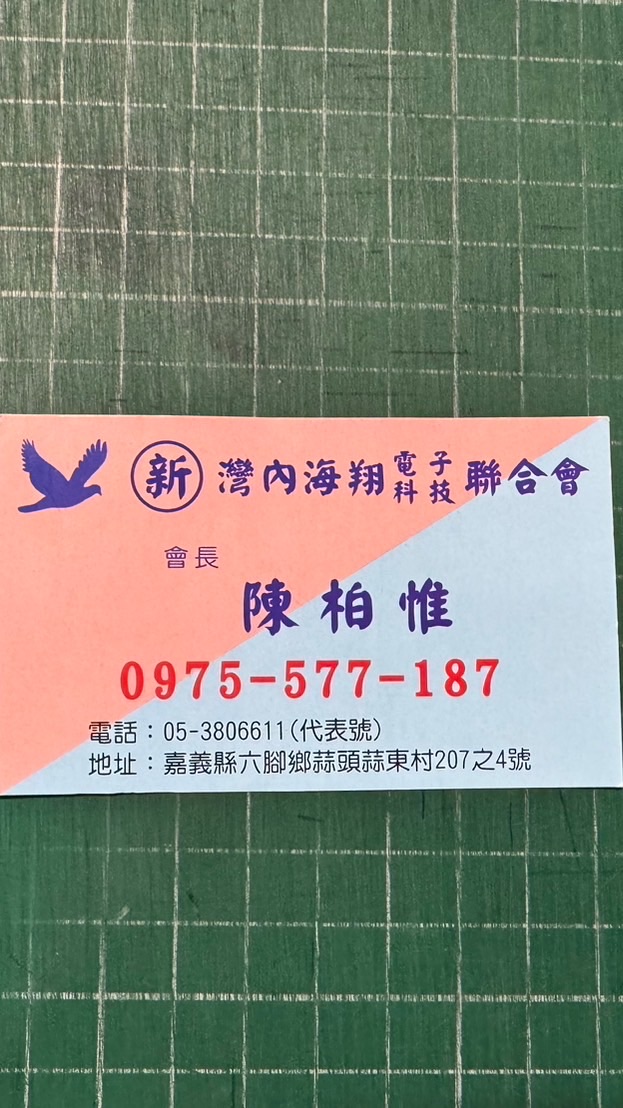 新 灣內海翔電子科技聯合會
會長
陳柏惟
0975-577-187
電話：05-3806611(代表號)
地址：嘉義縣六腳鄉蒜頭蒜東村207之4號